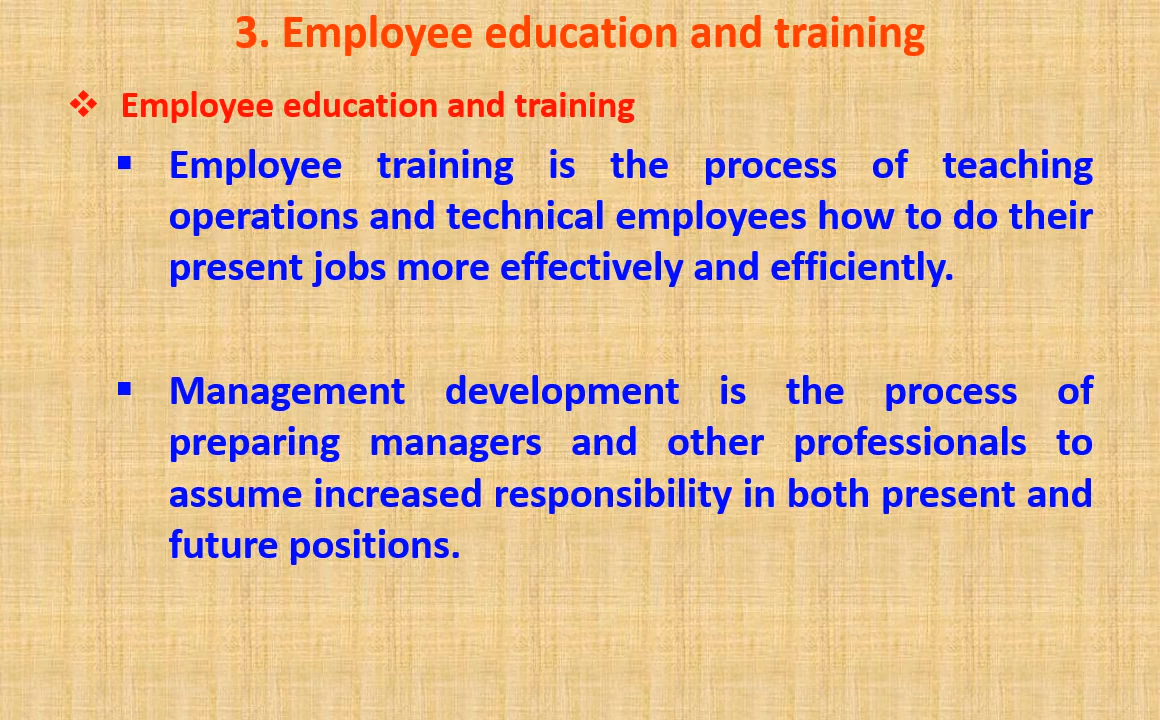 3. Employee education and training
❖ Employee education and training
▪ Employee training is the process of teaching
operations and technical employees how to do their
present jobs more effectively and efficiently.
▪ Management development is the process of
preparing managers and other professionals to
assume increased responsibility in both present and
future positions.